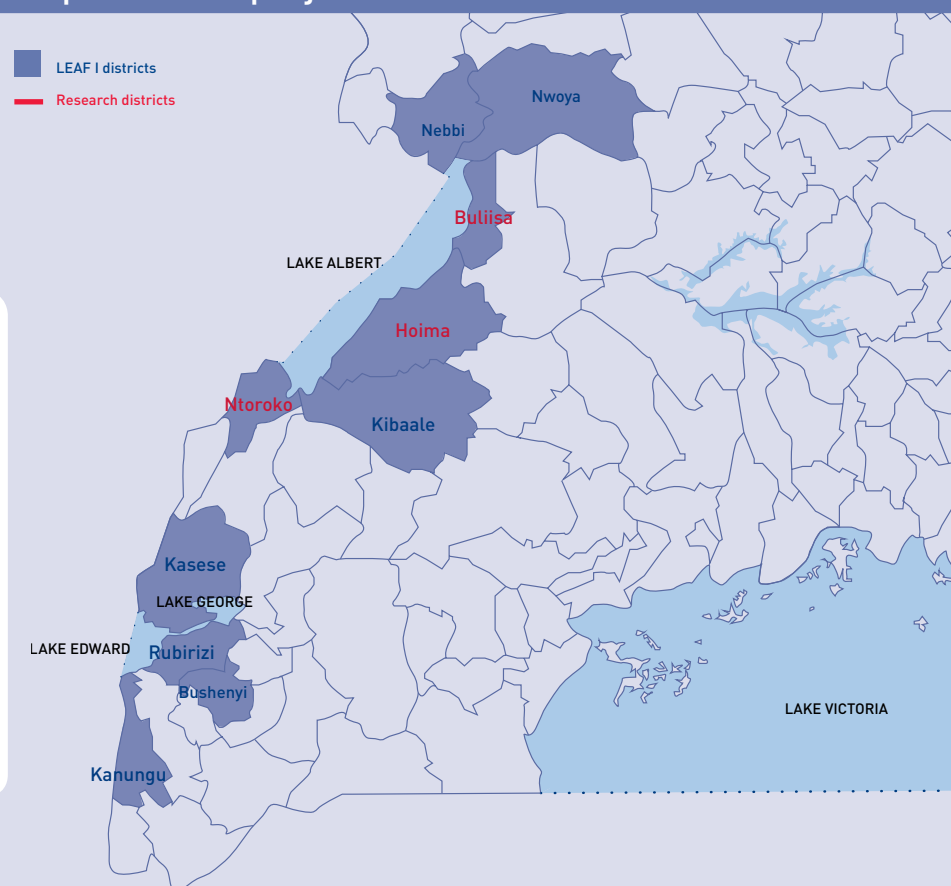 LEAF I districts
Research districts
Nwoya
Nebbi
Buliisa
LAKE ALBERT
Hoima
Ntoroko
Kibaale
Kasese
LAKE GEORGE
LAKE EDWARD
Rubirizi
Bushenyi
LAKE VICTORIA
Kanungu